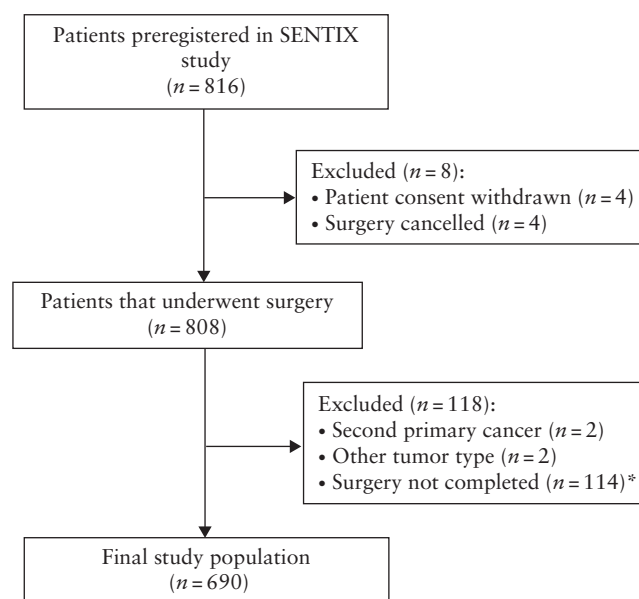 Patients preregistered in SENTIX
study
(n = 816)
Excluded (n = 8):
• Patient consent withdrawn (n = 4)
• Surgery cancelled (n = 4)
Patients that underwent surgery
(n = 808)
Excluded (n = 118):
• Second primary cancer (n = 2)
• Other tumor type (n = 2)
• Surgery not completed (n = 114)*
Final study population
(n = 690)